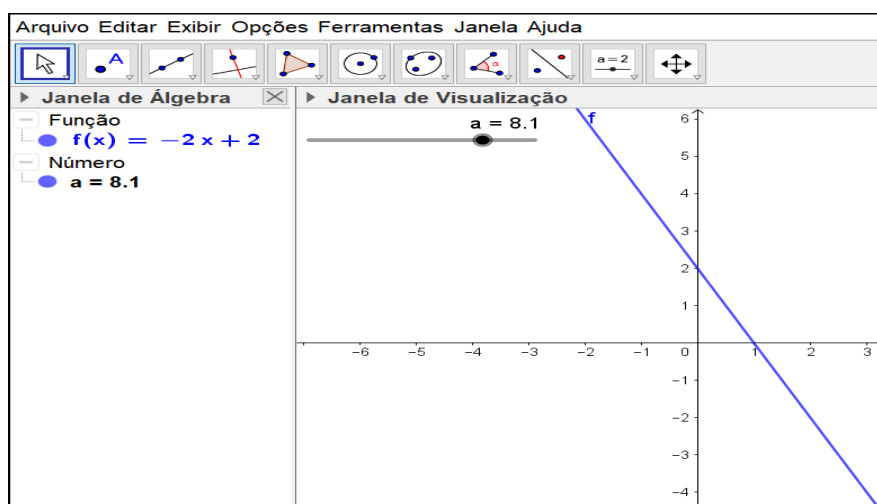 Arquivo Editar Exibir Opções Ferramentas Janela Ajuda
A
α
a=2
Janela de Álgebra
Janela de Visualização
Função
f(x) = −2 x + 2
Número
a = 8.1
a = 8.1
f
6
5
4
3
2
1
−6 −5 −4 −3 −2 −1 0 1 2 3
−1
−2
−3
−4